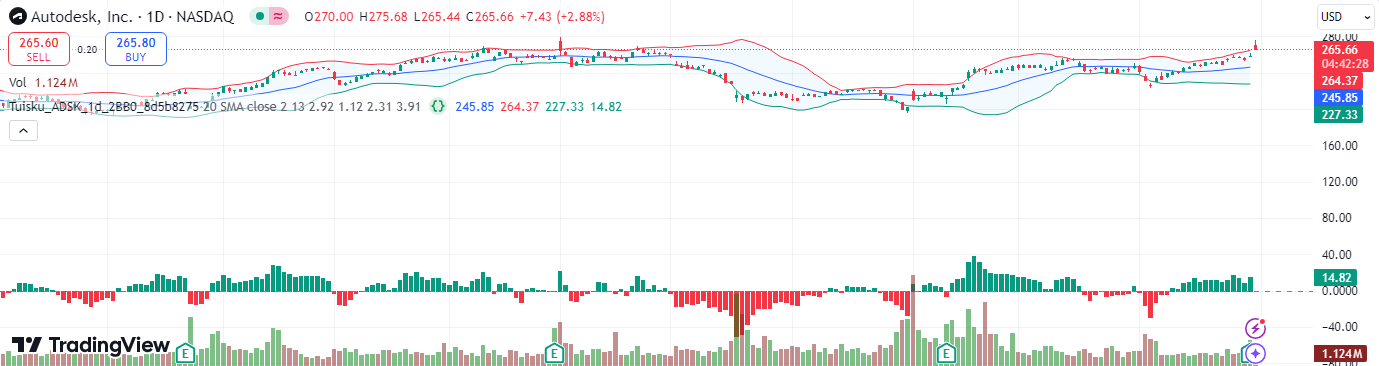 Autodesk, Inc. · 1D · NASDAQ O270.00 H275.68 L265.44 C265.66 +7.43 (+2.88%) USD
265.60 SELL 0.20 265.80 BUY
Vol 1.124M
Tuisku_ADSK_1d_2BB0_8d5b8275 20 SMA close 2 13 2.92 1.12 2.31 3.91 245.85 264.37 227.33 14.82
280.00
265.66
04:42:28
264.37
245.85
227.33
160.00
120.00
80.00
40.00
14.82
0.0000
−40.00
1.124M
−80.00
TradingView
E
E
E